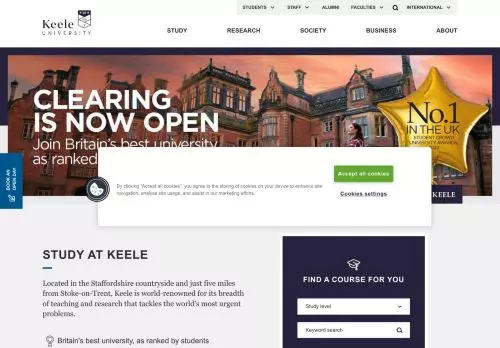 STUDENTS
STAFF
ALUMNI
FACULTIES
INTERNATIONAL
Keele
UNIVERSITY
STUDY
RESEARCH
SOCIETY
BUSINESS
ABOUT
CLEARING
IS NOW OPEN
Join Britain's best university
as ranked
No.1
IN THE UK
STUDENT CROWD
UNIVERSITY AWARDS
KEELE
BOOK AN
OPEN DAY
By clicking "Accept all cookies", you agree to the storing of cookies on your device to enhance site
navigation, analyse site usage, and assist in our marketing efforts.
Accept all cookies
Cookies settings
STUDY AT KEELE
Located in the Staffordshire countryside and just five miles
from Stoke-on-Trent, Keele is world-renowned for its breadth
of teaching and research that tackles the world's most urgent
problems.
Britain's best university, as ranked by students
FIND A COURSE FOR YOU
Study level
Keyword search